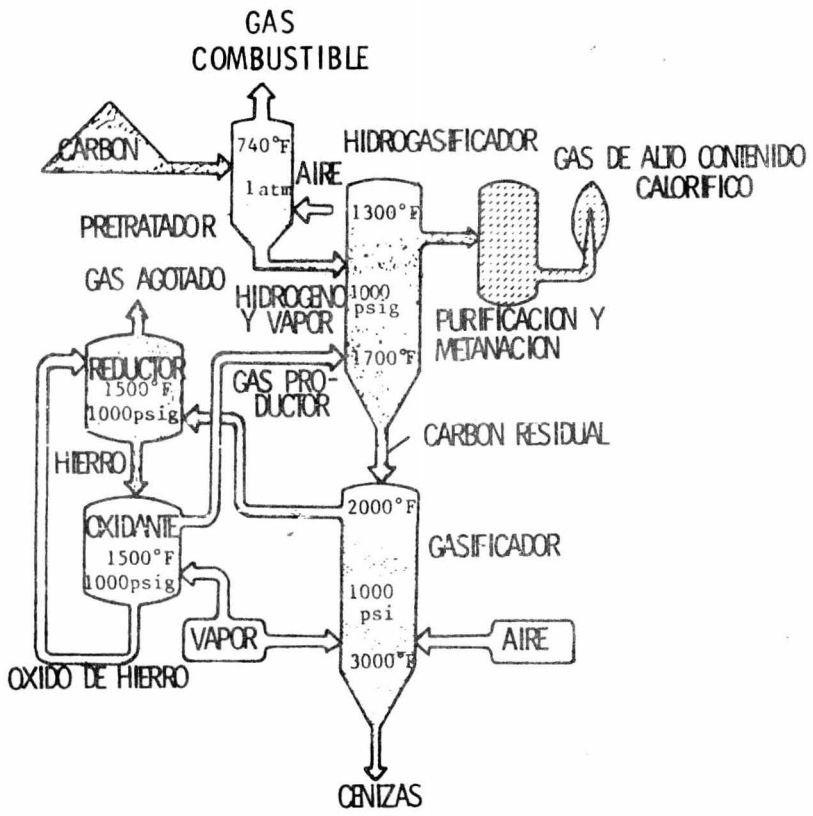 GAS
COMBUSTIBLE
CARBON
740°F
1atm
AIRE
PRETRATADOR
HIDROGASIFICADOR
1300°F
1000
psig
1700°F
GAS DE ALTO CONTENIDO
CALORIFICO
PURIFICACION Y
METANACION
GAS AGOTADO
HIDROGENO
Y VAPOR
REDUCTOR
1500°F
1000psig
GAS PRO-
DUCTOR
CARBON RESIDUAL
HIERRO
OXIDANTE
1500°F
1000psig
2000°F
GASIFICADOR
1000
psi
3000°F
VAPOR
AIRE
OXIDO DE HIERRO
CENIZAS